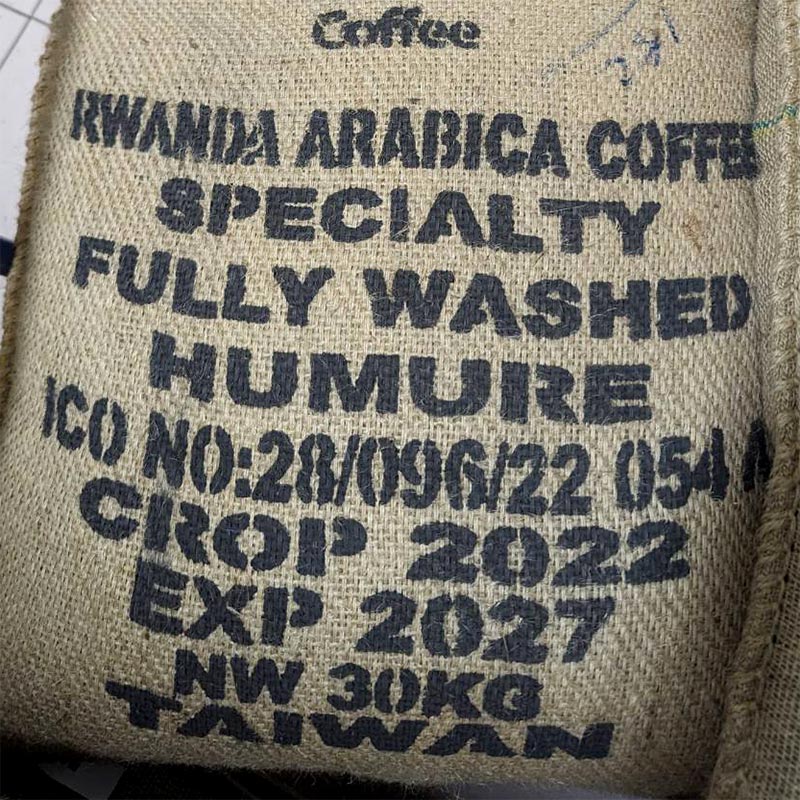 Coffee
RWANDA ARABICA COFFEE
SPECIALTY
FULLY WASHED
HUMURE
ICO NO:28/096/22 054 A
CROP 2022
EXP 2027
NW 30KG
TAIWAN